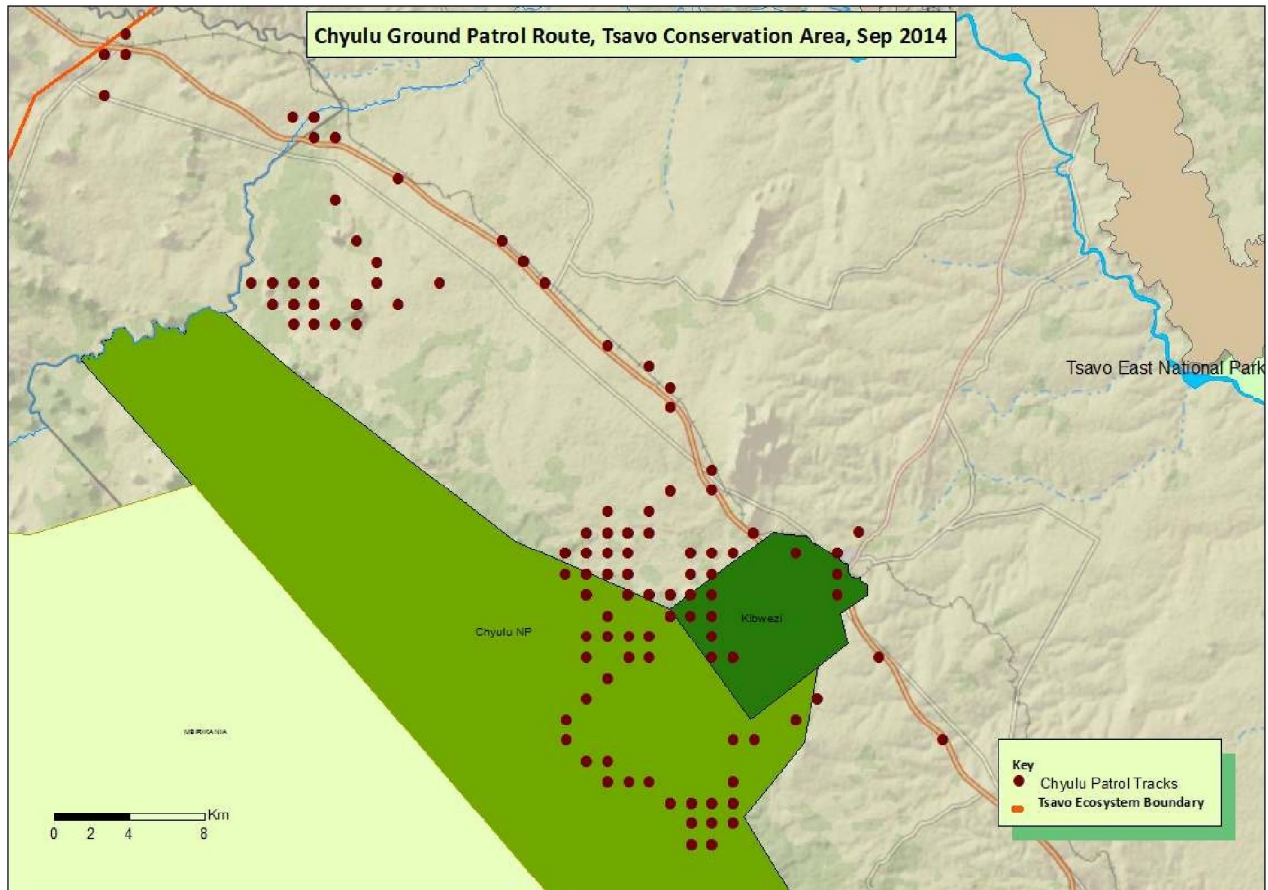 Chyulu Ground Patrol Route, Tsavo Conservation Area, Sep 2014
Tsavo East National Park
Kibwezi
Chyulu NP
Key
Chyulu Patrol Tracks
Tsavo Ecosystem Boundary
Km
0 2 4 8